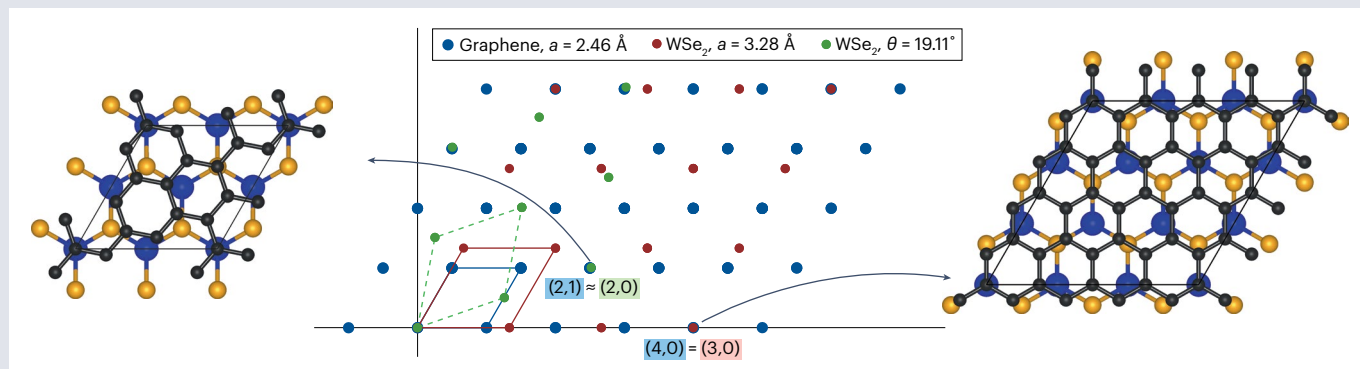 Graphene, a = 2.46 Å WSe₂, a = 3.28 Å WSe₂, θ = 19.11°
(2,1) ≈ (2,0)
(4,0) = (3,0)